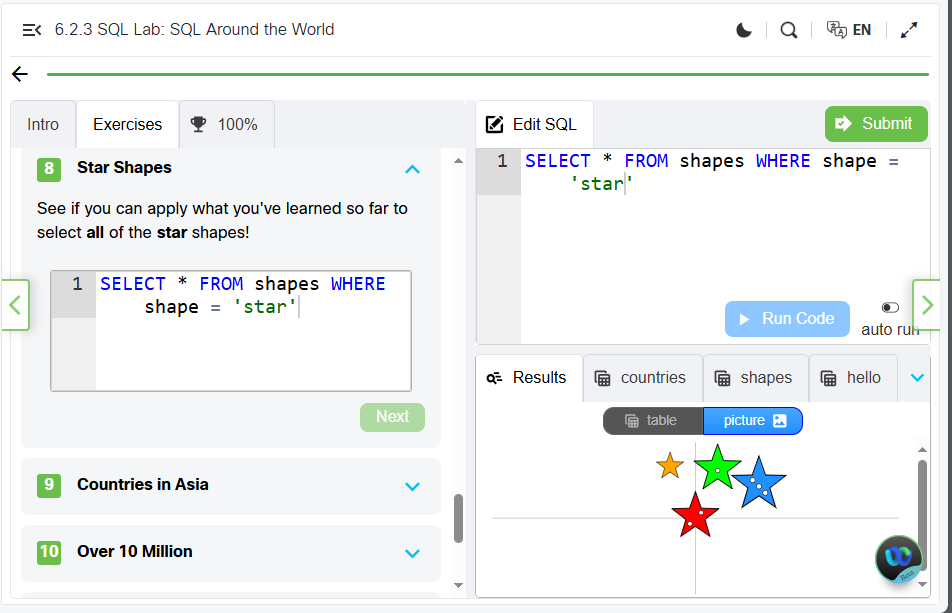 6.2.3 SQL Lab: SQL Around the World
EN
Intro
Exercises
100%
8
Star Shapes
See if you can apply what you've learned so far to
select all of the star shapes!
1
SELECT * FROM shapes WHERE
shape = 'star'
Next
9
Countries in Asia
10
Over 10 Million
Edit SQL
Submit
1
SELECT * FROM shapes WHERE shape =
'star'
Run Code
auto run
Results
countries
shapes
hello
table
picture
Beta